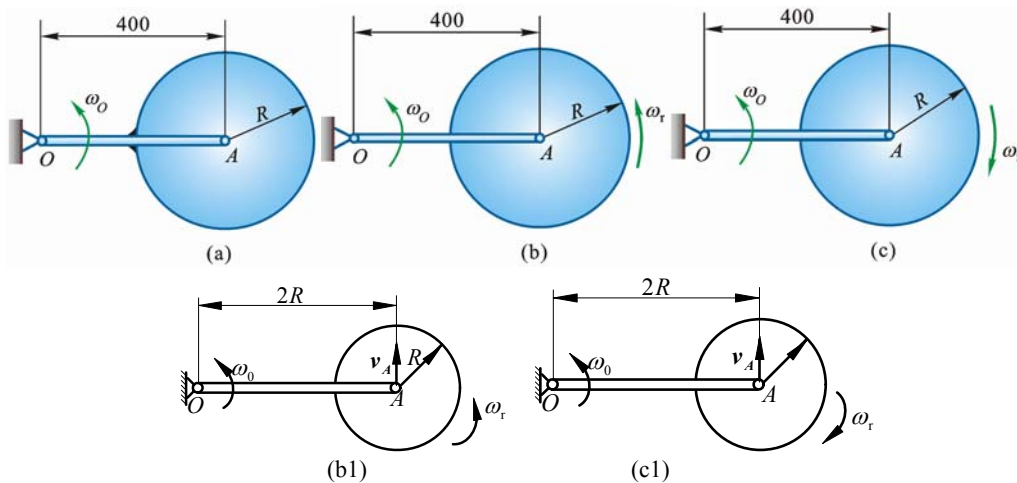 400 400 400
R R R
ω_O ω_O ω_O
ω_r
O A O A O A
ω
(a) (b) (c)
2R 2R
v_A R v_A
ω_0 ω_0
O A O A
ω_r ω_r
(b1) (c1)